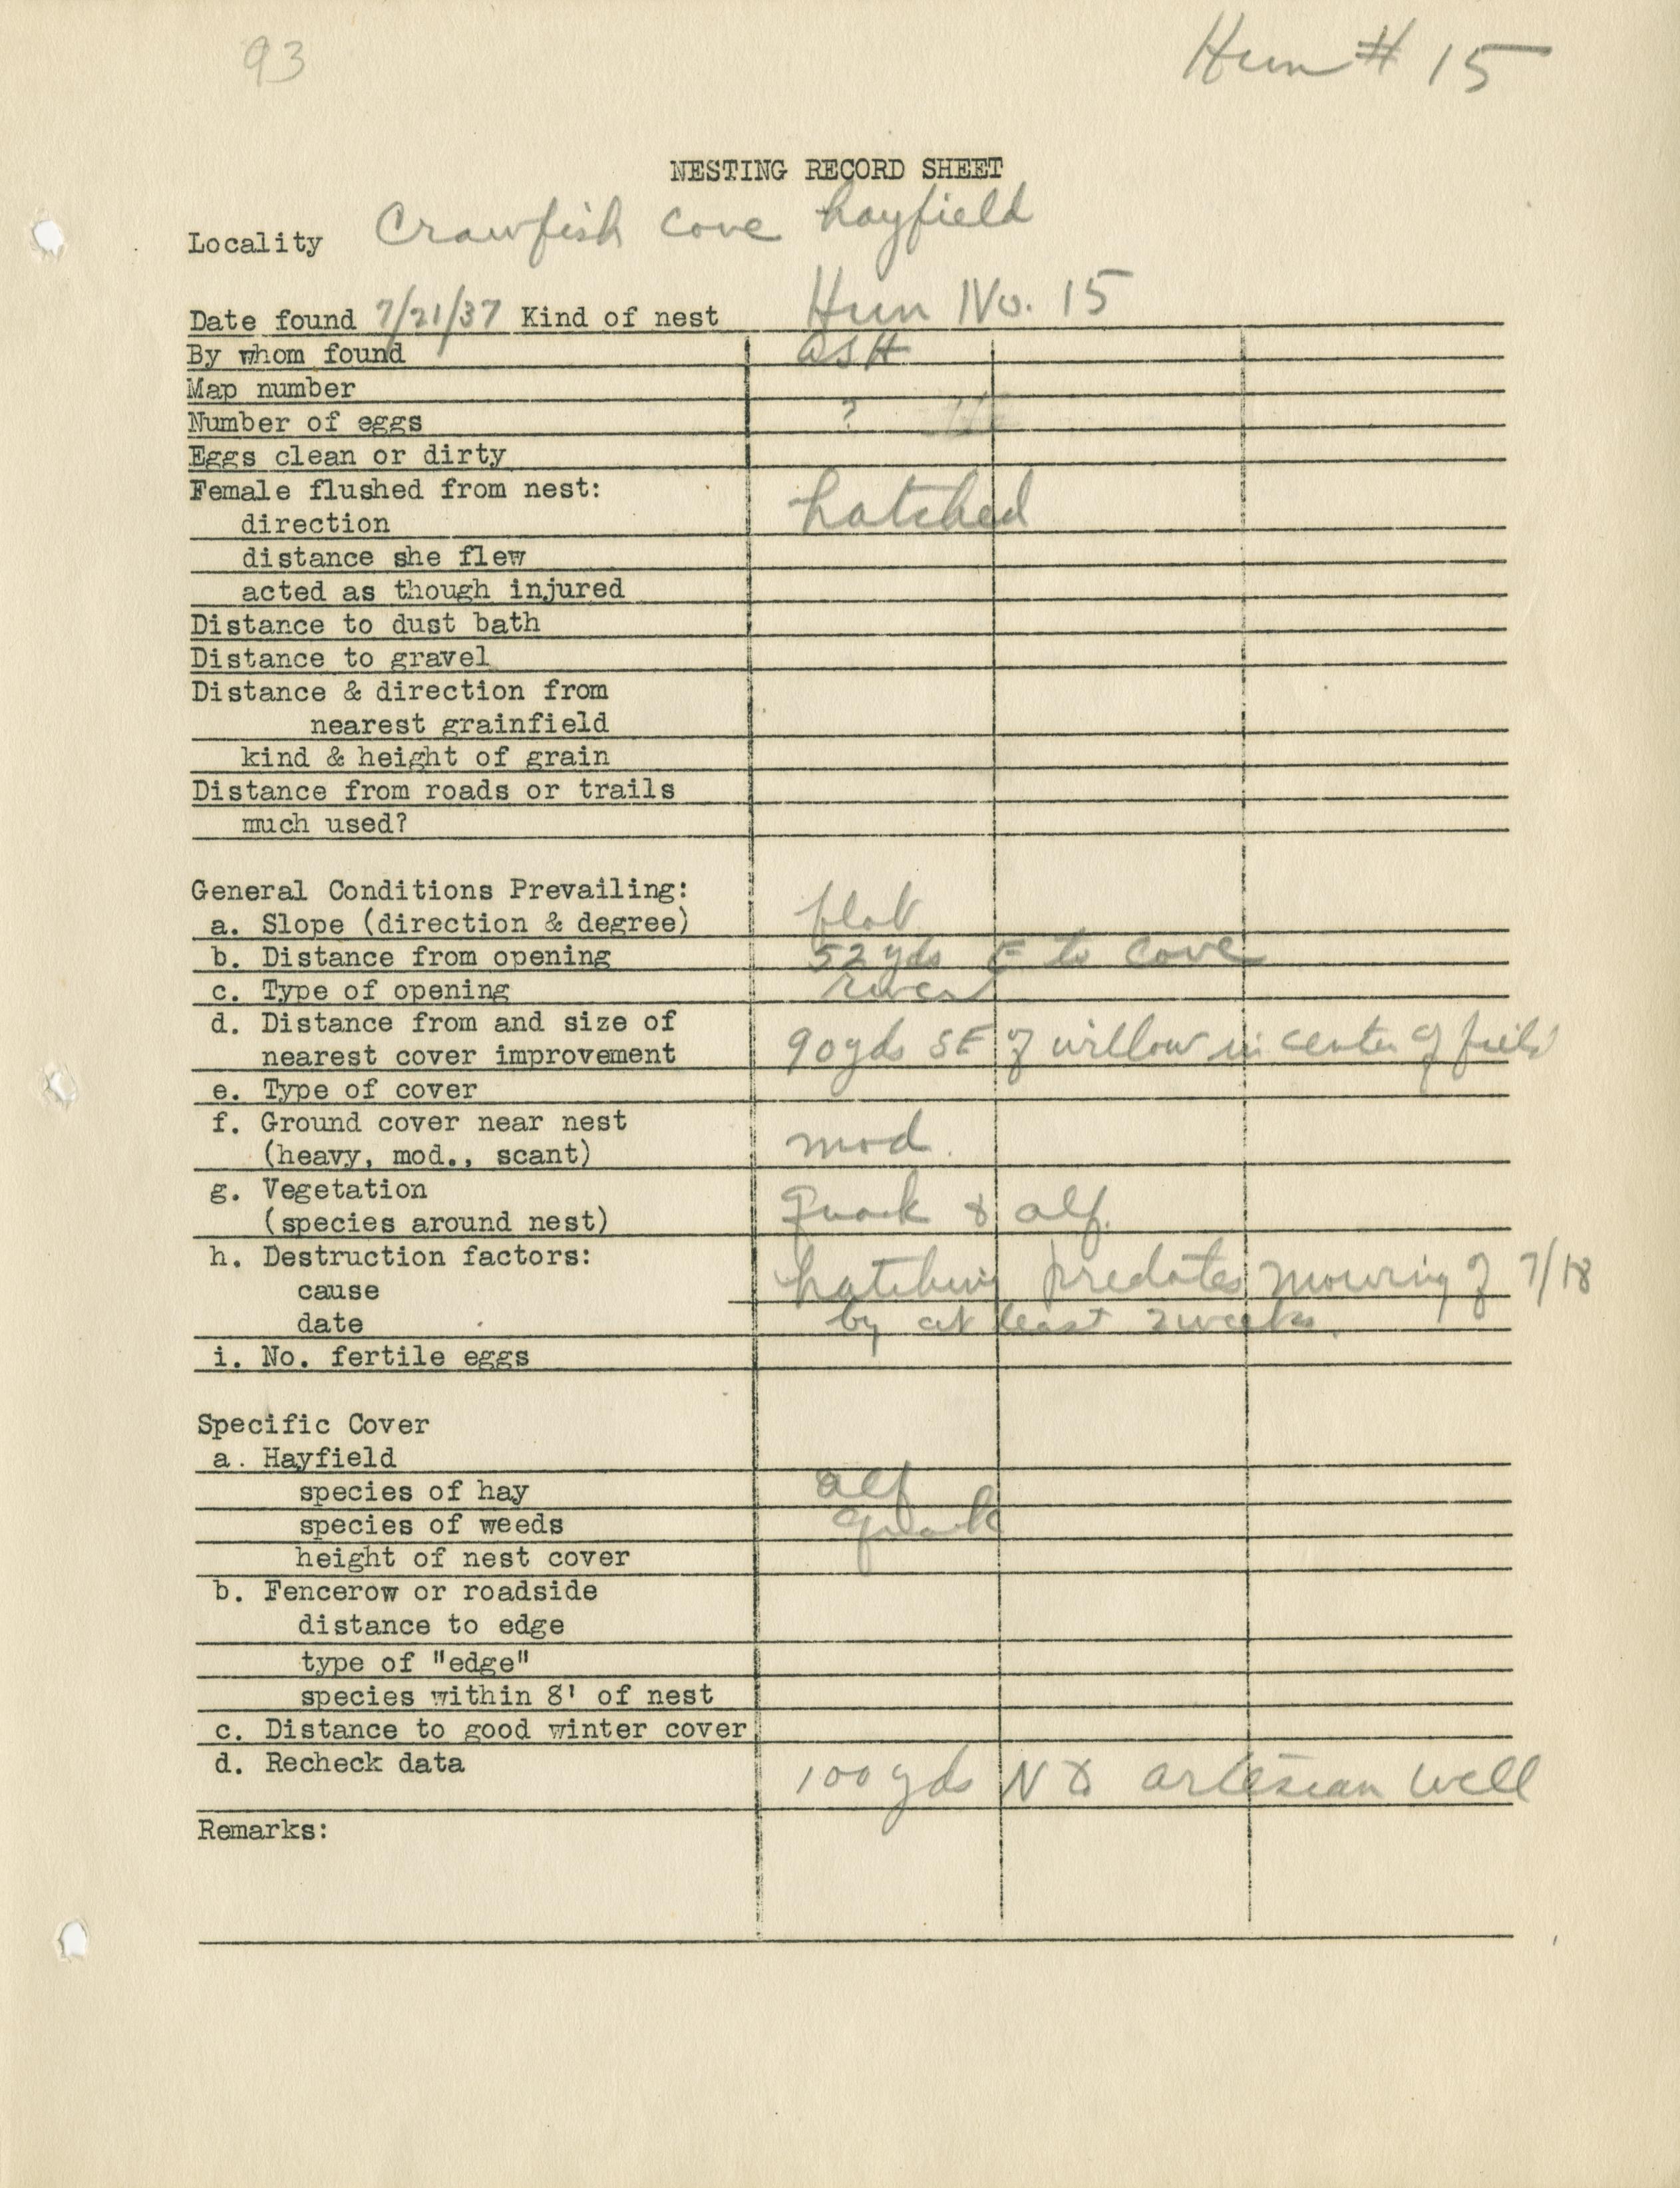 93
Hun # 15
NESTING RECORD SHEET
Locality Crawfish Cove hayfield
Date found 7/21/37 Kind of nest Hun No. 15
By whom found ASH
Map number
Number of eggs ?
Eggs clean or dirty
Female flushed from nest: hatched
direction
distance she flew
acted as though injured
Distance to dust bath
Distance to gravel
Distance & direction from
nearest grainfield
kind & height of grain
Distance from roads or trails
much used?
General Conditions Prevailing:
a. Slope (direction & degree) flat
b. Distance from opening 52 yds E to cove
c. Type of opening river
d. Distance from and size of
nearest cover improvement 90 yds SE of willow in center of field
e. Type of cover
f. Ground cover near nest
(heavy, mod., scant) mod.
g. Vegetation
(species around nest) Quack & alf.
h. Destruction factors:
cause hatching predates mowing of 7/18
date by at least 2 weeks.
i. No. fertile eggs
Specific Cover
a. Hayfield
species of hay alf
species of weeds quack
height of nest cover
b. Fencerow or roadside
distance to edge
type of "edge"
species within 8' of nest
c. Distance to good winter cover
d. Recheck data 100 yds N artesian well
Remarks: